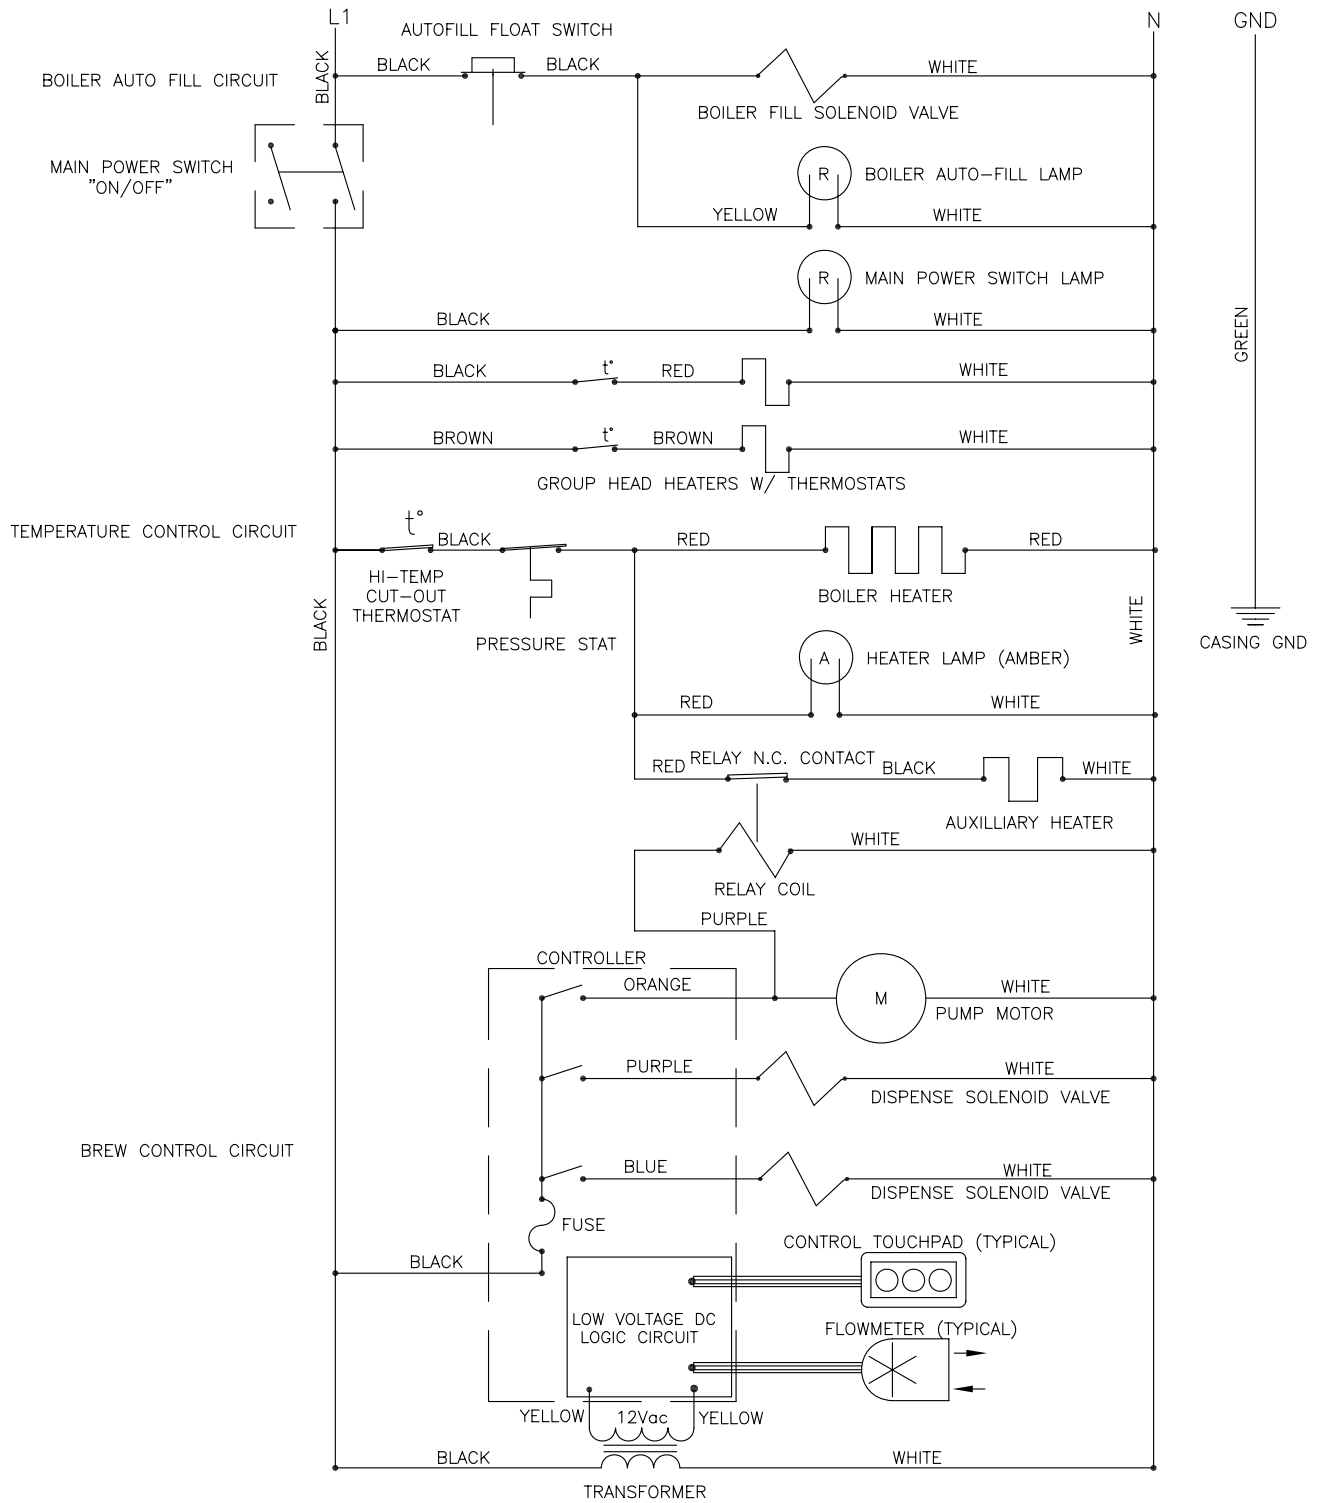 L1
N
GND
AUTOFILL FLOAT SWITCH
BLACK
BLACK
BLACK
WHITE
BOILER AUTO FILL CIRCUIT
BOILER FILL SOLENOID VALVE
MAIN POWER SWITCH
"ON/OFF"
R
BOILER AUTO-FILL LAMP
YELLOW
WHITE
R
MAIN POWER SWITCH LAMP
BLACK
WHITE
GREEN
BLACK
t°
RED
WHITE
BROWN
t°
BROWN
WHITE
GROUP HEAD HEATERS W/ THERMOSTATS
TEMPERATURE CONTROL CIRCUIT
t°
BLACK
RED
RED
HI-TEMP
CUT-OUT
THERMOSTAT
BOILER HEATER
BLACK
WHITE
PRESSURE STAT
CASING GND
A
HEATER LAMP (AMBER)
RED
WHITE
RELAY N.C. CONTACT
RED
BLACK
WHITE
AUXILLIARY HEATER
WHITE
RELAY COIL
PURPLE
CONTROLLER
ORANGE
M
WHITE
PUMP MOTOR
PURPLE
WHITE
DISPENSE SOLENOID VALVE
BREW CONTROL CIRCUIT
BLUE
WHITE
DISPENSE SOLENOID VALVE
FUSE
CONTROL TOUCHPAD (TYPICAL)
BLACK
LOW VOLTAGE DC
LOGIC CIRCUIT
FLOWMETER (TYPICAL)
YELLOW
12Vac
YELLOW
BLACK
WHITE
TRANSFORMER